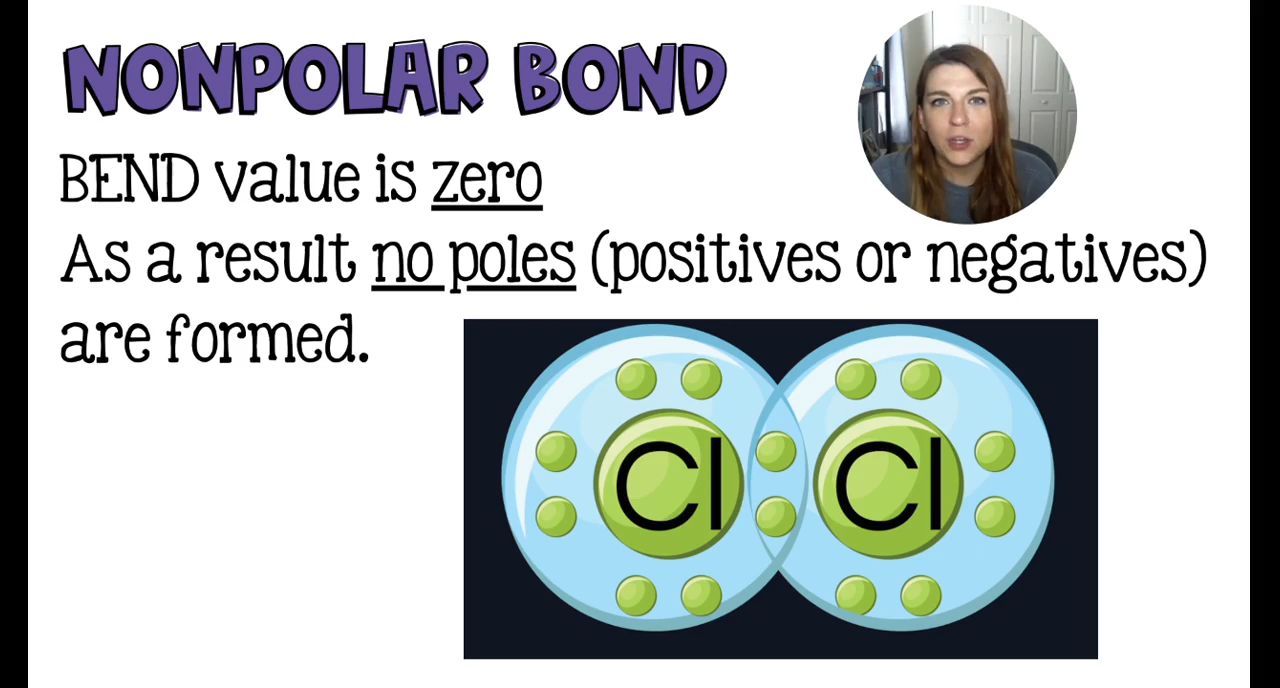 NONPOLAR BOND
BEND value is zero
As a result no poles (positives or negatives)
are formed.
Cl Cl